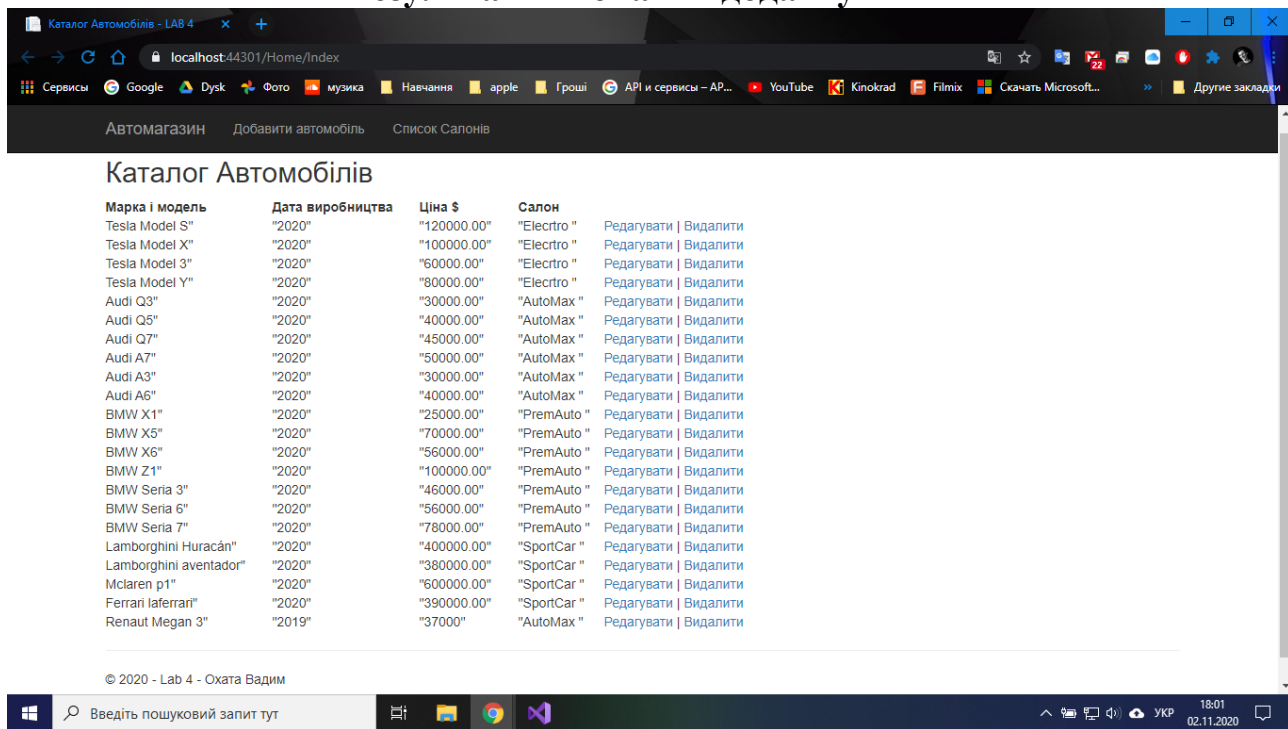 Каталог Автомобілів - LAB 4
localhost:44301/Home/Index
22
Сервисы Google Dysk Фото музика Навчання apple Гроші API и сервисы – AP... YouTube Kinokrad Filmix Скачать Microsoft... » Другие закладки
Автомагазин Добавити автомобіль Список Салонів
Каталог Автомобілів
Марка і модель Дата виробництва Ціна $ Салон
Tesla Model S" "2020" "120000.00" "Elecrtro " Редагувати | Видалити
Tesla Model X" "2020" "100000.00" "Elecrtro " Редагувати | Видалити
Tesla Model 3" "2020" "60000.00" "Elecrtro " Редагувати | Видалити
Tesla Model Y" "2020" "80000.00" "Elecrtro " Редагувати | Видалити
Audi Q3" "2020" "30000.00" "AutoMax " Редагувати | Видалити
Audi Q5" "2020" "40000.00" "AutoMax " Редагувати | Видалити
Audi Q7" "2020" "45000.00" "AutoMax " Редагувати | Видалити
Audi A7" "2020" "50000.00" "AutoMax " Редагувати | Видалити
Audi A3" "2020" "30000.00" "AutoMax " Редагувати | Видалити
Audi A6" "2020" "40000.00" "AutoMax " Редагувати | Видалити
BMW X1" "2020" "25000.00" "PremAuto " Редагувати | Видалити
BMW X5" "2020" "70000.00" "PremAuto " Редагувати | Видалити
BMW X6" "2020" "56000.00" "PremAuto " Редагувати | Видалити
BMW Z1" "2020" "100000.00" "PremAuto " Редагувати | Видалити
BMW Seria 3" "2020" "46000.00" "PremAuto " Редагувати | Видалити
BMW Seria 6" "2020" "56000.00" "PremAuto " Редагувати | Видалити
BMW Seria 7" "2020" "78000.00" "PremAuto " Редагувати | Видалити
Lamborghini Huracán" "2020" "400000.00" "SportCar " Редагувати | Видалити
Lamborghini aventador" "2020" "380000.00" "SportCar " Редагувати | Видалити
Mclaren p1" "2020" "600000.00" "SportCar " Редагувати | Видалити
Ferrari laferrari" "2020" "390000.00" "SportCar " Редагувати | Видалити
Renaut Megan 3" "2019" "37000" "AutoMax " Редагувати | Видалити
© 2020 - Lab 4 - Охата Вадим
Введіть пошуковий запит тут
УКР
18:01
02.11.2020